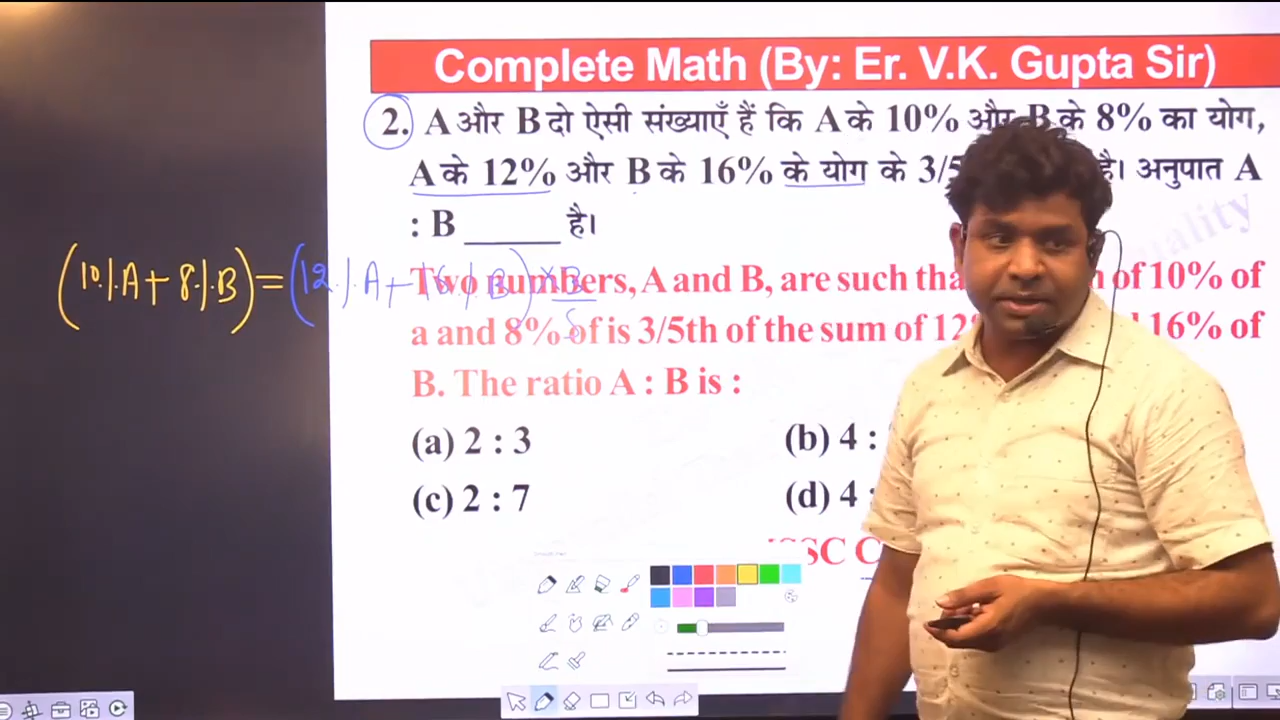 Complete Math (By: Er. V.K. Gupta Sir)
2. A और B दो ऐसी संख्याएँ हैं कि A के 10% और B के 8% का योग,
A के 12% और B के 16% के योग के 3/5 है। अनुपात A
: B ______ है।
(10% A + 8% B) = (12% A + 16% B) × 3/5
Two numbers, A and B, are such of 10% of
a and 8% of is 3/5th of the sum of 16% of
B. The ratio A : B is :
(a) 2 : 3
(b) 4 :
(c) 2 : 7
(d) 4 :